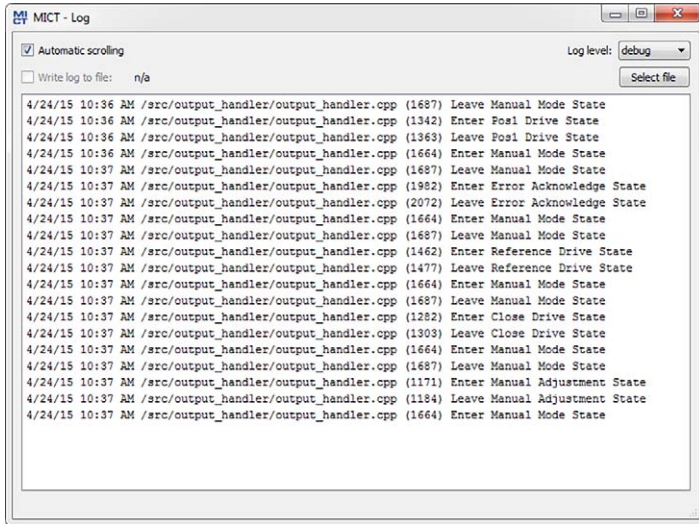 MICT MICT - Log
Automatic scrolling Log level: debug
Write log to file: n/a Select file
4/24/15 10:36 AM /src/output_handler/output_handler.cpp (1687) Leave Manual Mode State
4/24/15 10:36 AM /src/output_handler/output_handler.cpp (1342) Enter Pos1 Drive State
4/24/15 10:36 AM /src/output_handler/output_handler.cpp (1363) Leave Pos1 Drive State
4/24/15 10:36 AM /src/output_handler/output_handler.cpp (1664) Enter Manual Mode State
4/24/15 10:37 AM /src/output_handler/output_handler.cpp (1687) Leave Manual Mode State
4/24/15 10:37 AM /src/output_handler/output_handler.cpp (1982) Enter Error Acknowledge State
4/24/15 10:37 AM /src/output_handler/output_handler.cpp (2072) Leave Error Acknowledge State
4/24/15 10:37 AM /src/output_handler/output_handler.cpp (1664) Enter Manual Mode State
4/24/15 10:37 AM /src/output_handler/output_handler.cpp (1687) Leave Manual Mode State
4/24/15 10:37 AM /src/output_handler/output_handler.cpp (1462) Enter Reference Drive State
4/24/15 10:37 AM /src/output_handler/output_handler.cpp (1477) Leave Reference Drive State
4/24/15 10:37 AM /src/output_handler/output_handler.cpp (1664) Enter Manual Mode State
4/24/15 10:37 AM /src/output_handler/output_handler.cpp (1687) Leave Manual Mode State
4/24/15 10:37 AM /src/output_handler/output_handler.cpp (1282) Enter Close Drive State
4/24/15 10:37 AM /src/output_handler/output_handler.cpp (1303) Leave Close Drive State
4/24/15 10:37 AM /src/output_handler/output_handler.cpp (1664) Enter Manual Mode State
4/24/15 10:37 AM /src/output_handler/output_handler.cpp (1687) Leave Manual Mode State
4/24/15 10:37 AM /src/output_handler/output_handler.cpp (1171) Enter Manual Adjustment State
4/24/15 10:37 AM /src/output_handler/output_handler.cpp (1184) Leave Manual Adjustment State
4/24/15 10:37 AM /src/output_handler/output_handler.cpp (1664) Enter Manual Mode State